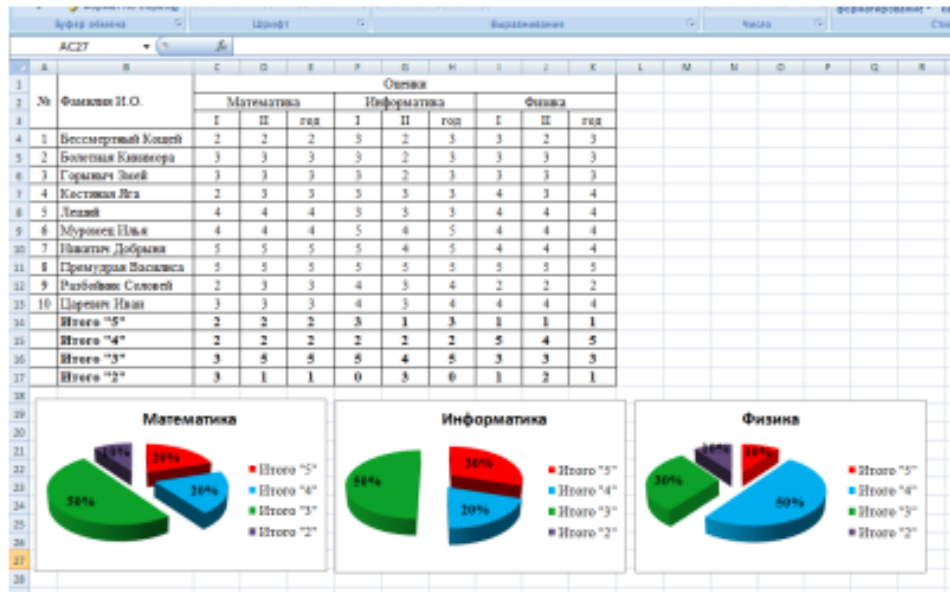 Буфер обмена Шрифт Выравнивание Число
AC27 fx
A B C D E F G H I J K L M N O P Q R
1 Оценки
2 № Фамилия И.О. Математика Информатика Физика
3 I II год I II год I II год
4 1 Бессмертный Кощей 2 2 2 3 2 3 3 2 3
5 2 Болотная Кикимора 3 3 3 3 2 3 3 3 3
6 3 Горыныч Змей 3 3 3 3 2 3 3 3 3
7 4 Костяная Яга 2 3 3 3 3 3 4 3 4
8 5 Леший 4 4 4 3 3 3 4 4 4
9 6 Муромец Илья 4 4 4 5 4 5 4 4 4
10 7 Никитич Добрыня 5 5 5 5 4 5 4 4 4
11 8 Премудрая Василиса 5 5 5 5 5 5 5 5 5
12 9 Разбойник Соловей 2 3 3 4 3 4 2 2 2
13 10 Царевич Иван 3 3 3 4 3 4 4 4 4
14 Итого "5" 2 2 2 3 1 3 1 1 1
15 Итого "4" 2 2 2 2 2 2 5 4 5
16 Итого "3" 3 5 5 5 4 5 3 3 3
17 Итого "2" 3 1 1 0 3 0 1 2 1
18
19
20
21
22
23
24
25
26
27
28
Математика
10% 20%
20%
50%
Итого "5"
Итого "4"
Итого "3"
Итого "2"
Информатика
50% 30%
20%
Итого "5"
Итого "4"
Итого "3"
Итого "2"
Физика
10% 10%
30%
50%
Итого "5"
Итого "4"
Итого "3"
Итого "2"